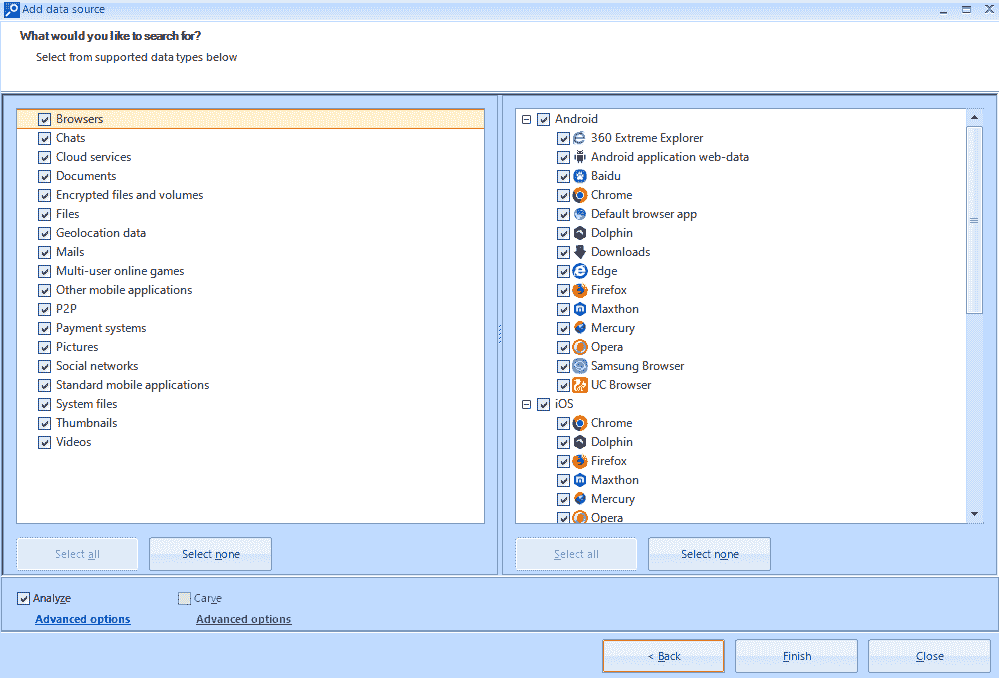 Add data source
What would you like to search for?
Select from supported data types below
Browsers
Chats
Cloud services
Documents
Encrypted files and volumes
Files
Geolocation data
Mails
Multi-user online games
Other mobile applications
P2P
Payment systems
Pictures
Social networks
Standard mobile applications
System files
Thumbnails
Videos
Select all
Select none
Android
360 Extreme Explorer
Android application web-data
Baidu
Chrome
Default browser app
Dolphin
Downloads
Edge
Firefox
Maxthon
Mercury
Opera
Samsung Browser
UC Browser
iOS
Chrome
Dolphin
Firefox
Maxthon
Mercury
Opera
Select all
Select none
Analyze
Advanced options
Carve
Advanced options
< Back
Finish
Close